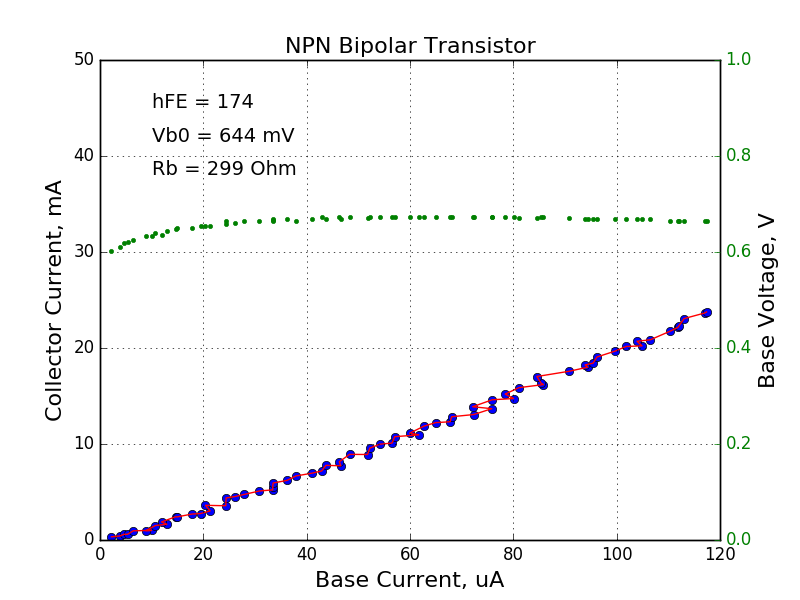 NPN Bipolar Transistor
hFE = 174
Vb0 = 644 mV
Rb = 299 Ohm
Collector Current, mA
50
40
30
20
10
0
Base Voltage, V
1.0
0.8
0.6
0.4
0.2
0.0
0 20 40 60 80 100 120
Base Current, uA